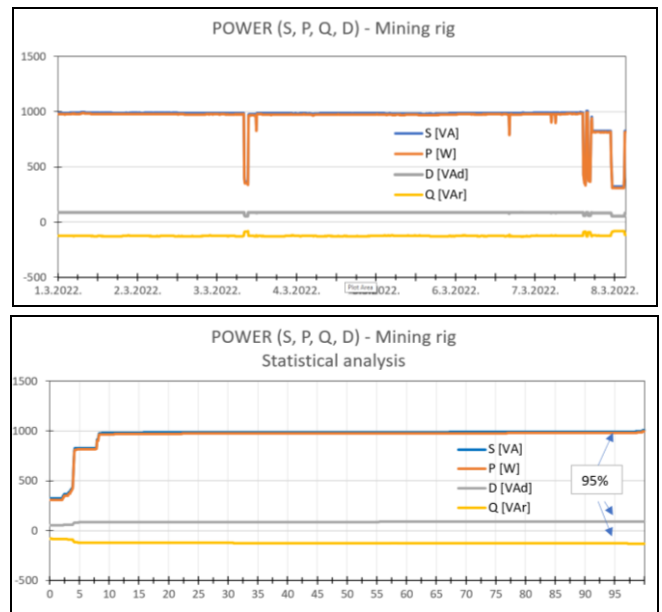 POWER (S, P, Q, D) - Mining rig
1500
1000
S [VA]
P [W]
500
D [VAd]
Q [VAr]
0
-500
1.3.2022. 2.3.2022. 3.3.2022. 4.3.2022. Plot Area 6.3.2022. 7.3.2022. 8.3.2022.
POWER (S, P, Q, D) - Mining rig
Statistical analysis
1500
1000
S [VA]
P [W]
95%
500
D [VAd]
Q [VAr]
0
-500
0 5 10 15 20 25 30 35 40 45 50 55 60 65 70 75 80 85 90 95